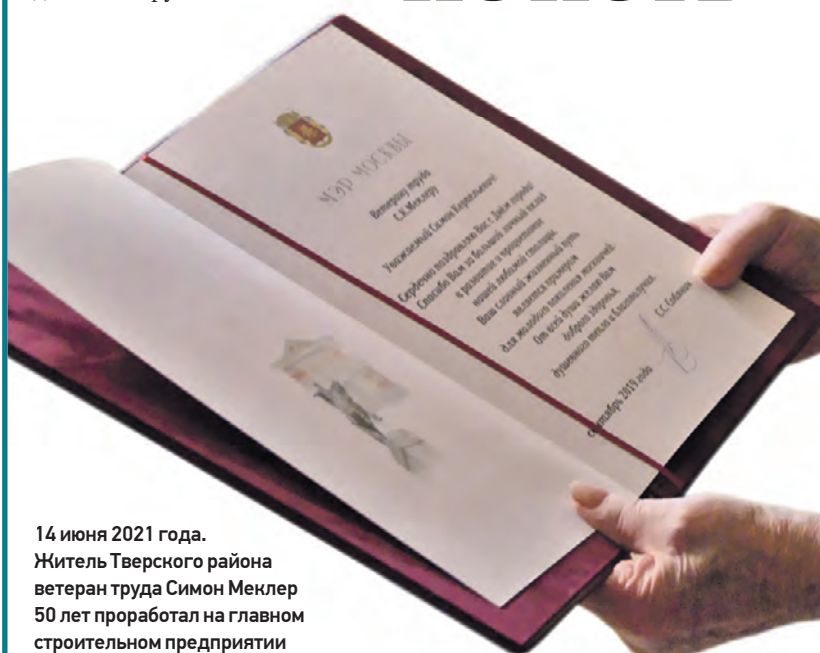 МЭР МОСКВЫ
Ветерану труда
С.К.Меклеру
Уважаемый Симон
Сердечно поздравляю Вас с Днём города!
Спасибо Вам за большой личный вклад
в развитие и процветание
нашей любимой столицы.
Ваш славный жизненный путь
является примером
для молодого поколения москвичей.
От всей души желаю Вам
доброго здоровья,
душевного тепла и благополучия.
С.С. Собянин
сентябрь 2019 года
14 июня 2021 года.
Житель Тверского района
ветеран труда Симон Меклер
50 лет проработал на главном
строительном предприятии